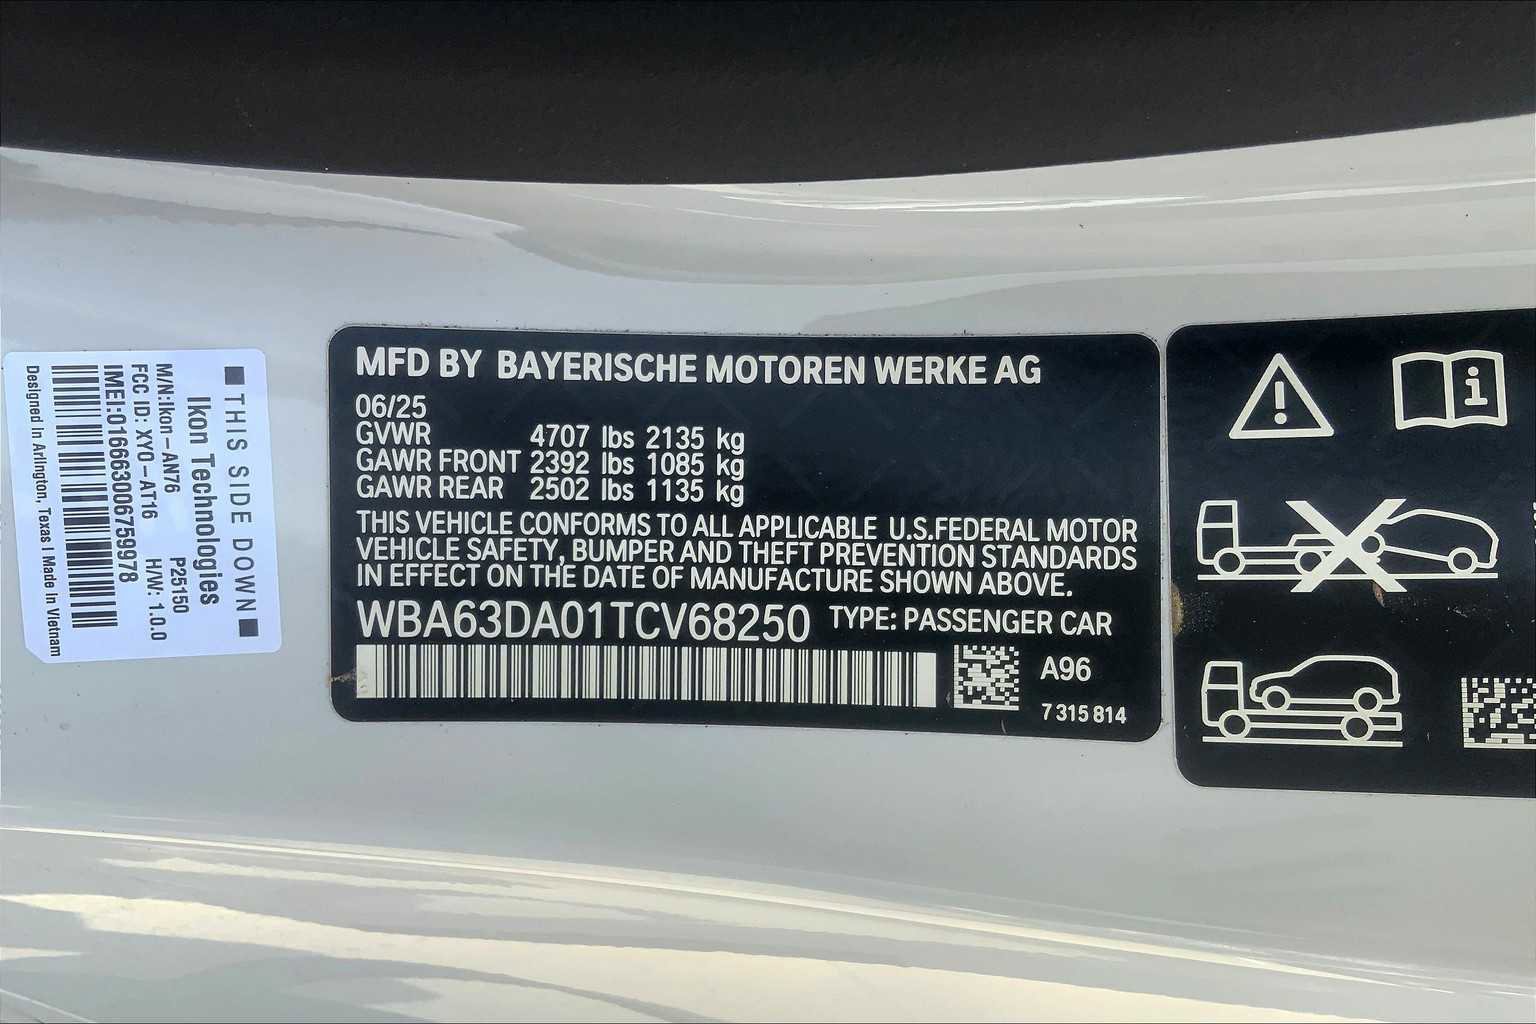 THIS SIDE DOWN
Ikon Technologies
P25150
M/N:Ikon-AN76 H/W: 1.0.0
FCC ID: XY0-AT16
IMEI:016663006759978
Designed in Arlington, Texas | Made in Vietnam
MFD BY BAYERISCHE MOTOREN WERKE AG
06/25
GVWR 4707 lbs 2135 kg
GAWR FRONT 2392 lbs 1085 kg
GAWR REAR 2502 lbs 1135 kg
THIS VEHICLE CONFORMS TO ALL APPLICABLE U.S.FEDERAL MOTOR
VEHICLE SAFETY, BUMPER AND THEFT PREVENTION STANDARDS
IN EFFECT ON THE DATE OF MANUFACTURE SHOWN ABOVE.
WBA63DA01TCV68250 TYPE: PASSENGER CAR
A96
7 315 814